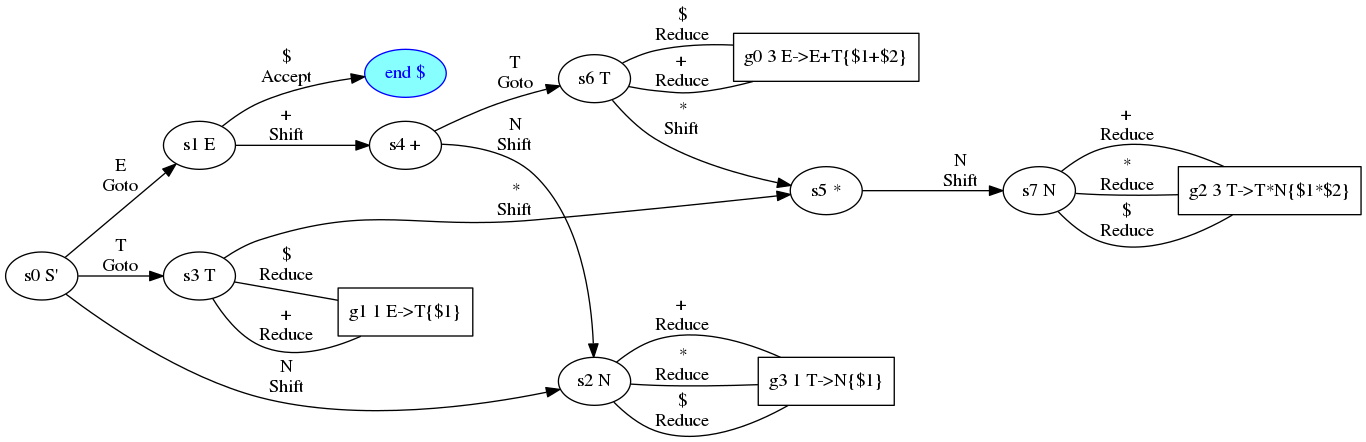 $
Accept
end $
T
Goto
s6 T
$
Reduce
+
Reduce
g0 3 E->E+T{$1+$2}
s1 E
+
Shift
s4 +
N
Shift
*
Shift
E
Goto
s0 S'
T
Goto
s3 T
*
Shift
s5 *
N
Shift
s7 N
+
Reduce
*
Reduce
$
Reduce
g2 3 T->T*N{$1*$2}
$
Reduce
+
Reduce
g1 1 E->T{$1}
N
Shift
s2 N
+
Reduce
*
Reduce
$
Reduce
g3 1 T->N{$1}